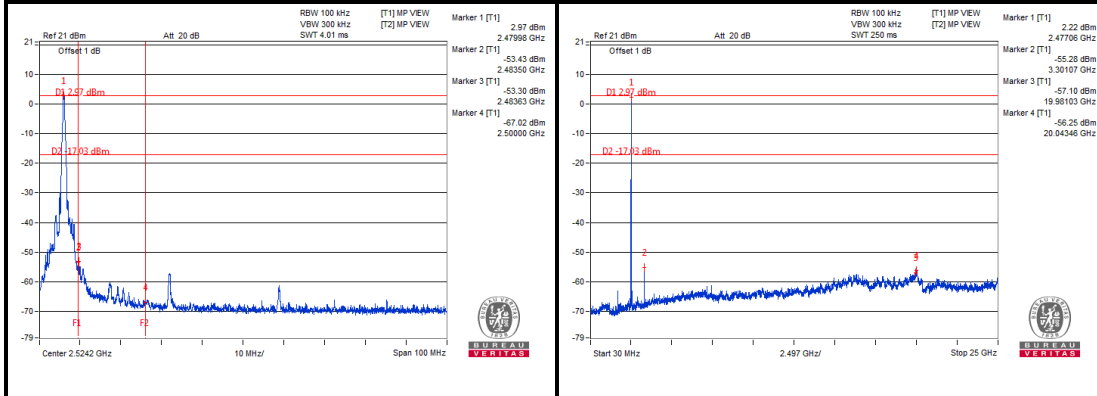 RBW 100 kHz [T1] MP VIEW
VBW 300 kHz [T2] MP VIEW
Ref 21 dBm Att 20 dB SWT 4.01 ms
Offset 1 dB
21
10
0
-10
-20
-30
-40
-50
-60
-70
-79
1
D1 2.97 dBm
D2 -17.03 dBm
4
F1
F2
Center 2.5242 GHz 10 MHz/ Span 100 MHz
Marker 1 [T1]
2.97 dBm
2.47998 GHz
Marker 2 [T1]
-53.43 dBm
2.48350 GHz
Marker 3 [T1]
-53.30 dBm
2.48363 GHz
Marker 4 [T1]
-67.02 dBm
2.50000 GHz
BUREAU
VERITAS
1828
RBW 100 kHz [T1] MP VIEW
VBW 300 kHz [T2] MP VIEW
Ref 21 dBm Att 20 dB SWT 250 ms
Offset 1 dB
21
10
0
-10
-20
-30
-40
-50
-60
-70
-79
1
D1 2.97 dBm
D2 -17.03 dBm
2
Start 30 MHz 2.497 GHz/ Stop 25 GHz
Marker 1 [T1]
2.22 dBm
2.47706 GHz
Marker 2 [T1]
-55.28 dBm
3.30107 GHz
Marker 3 [T1]
-57.10 dBm
19.98103 GHz
Marker 4 [T1]
-56.25 dBm
20.04346 GHz
BUREAU
VERITAS
1828